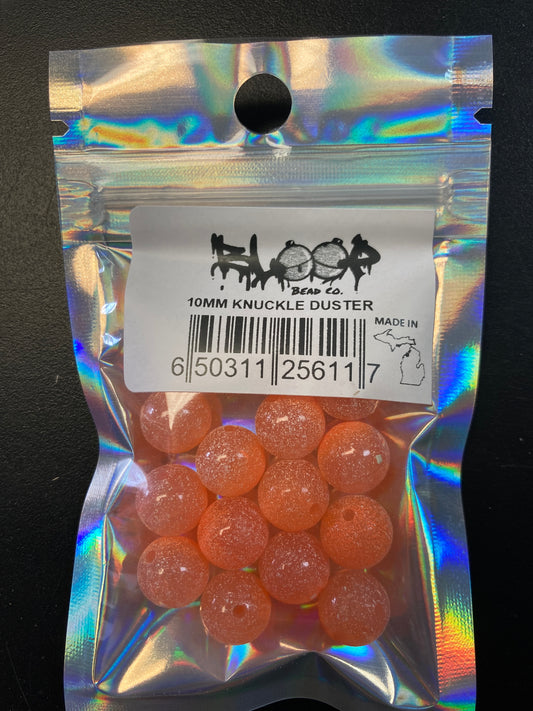 BLOOP
BEAD CO.
10MM KNUCKLE DUSTER
MADE IN
6 50311 25611 7